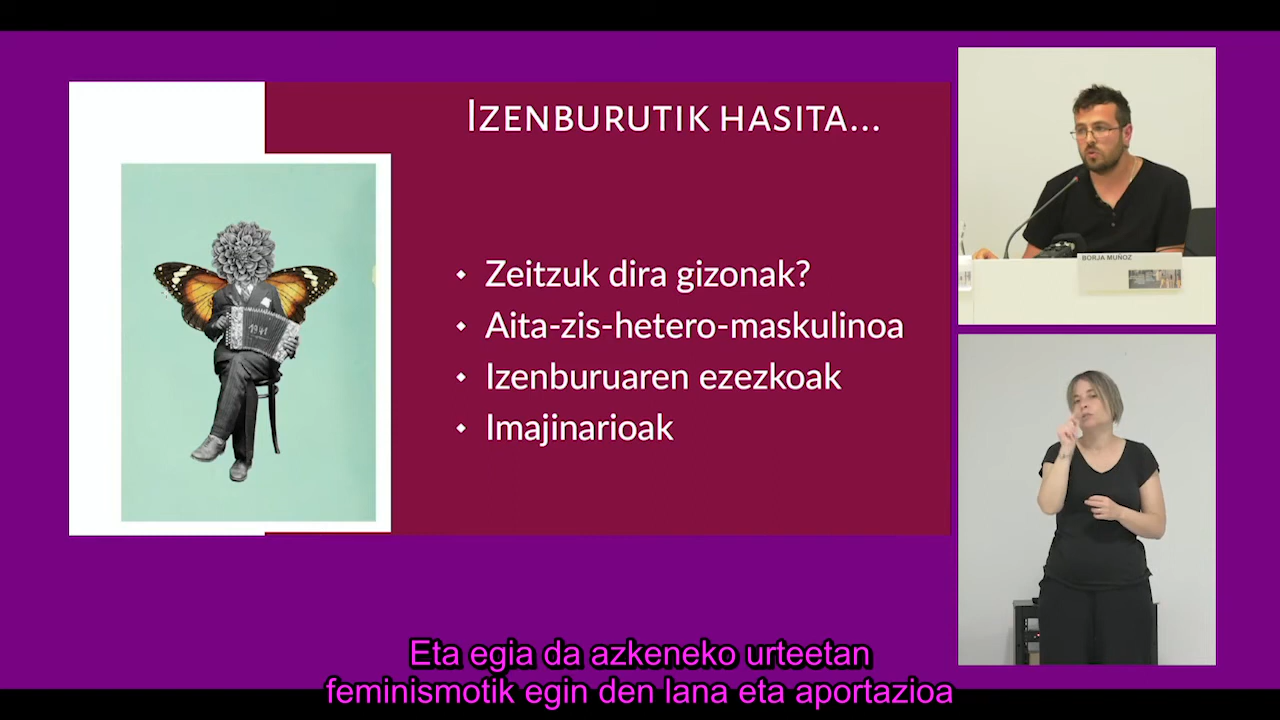 Izenburutik hasita...
Zeitzuk dira gizonak?
Aita-zis-hetero-maskulinoa
Izenburuaren ezezkoak
Imajinarioak
1941
BORJA MUÑOZ
Eta egia da azkeneko urteetan
feminismotik egin den lana eta aportazioa